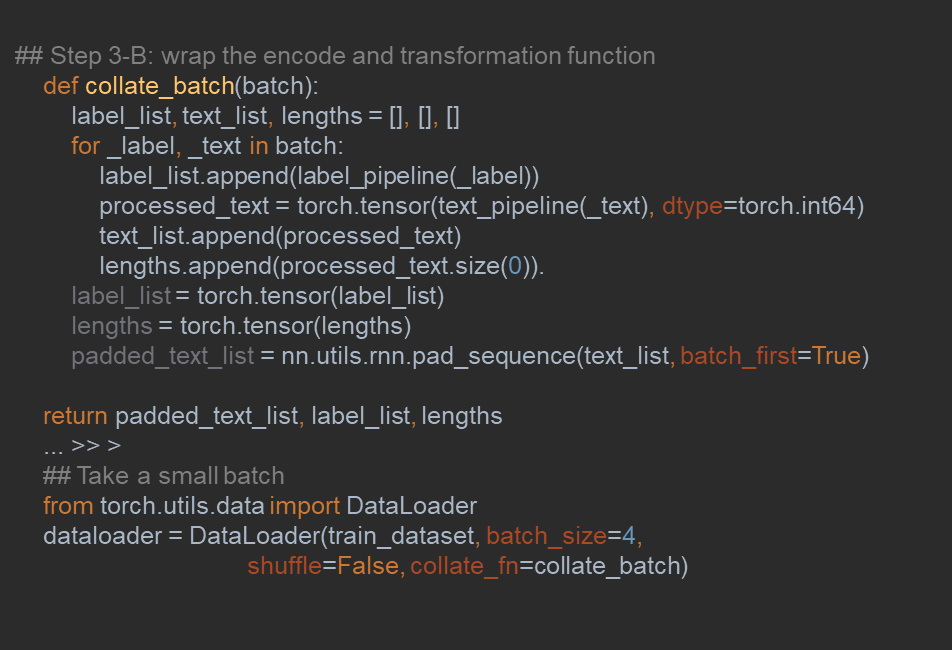 ## Step 3-B: wrap the encode and transformation function
def collate_batch(batch):
label_list, text_list, lengths = [], [], []
for _label, _text in batch:
label_list.append(label_pipeline(_label))
processed_text = torch.tensor(text_pipeline(_text), dtype=torch.int64)
text_list.append(processed_text)
lengths.append(processed_text.size(0)).
label_list = torch.tensor(label_list)
lengths = torch.tensor(lengths)
padded_text_list = nn.utils.rnn.pad_sequence(text_list, batch_first=True)
return padded_text_list, label_list, lengths
... >> >
## Take a small batch
from torch.utils.data import DataLoader
dataloader = DataLoader(train_dataset, batch_size=4,
shuffle=False, collate_fn=collate_batch)